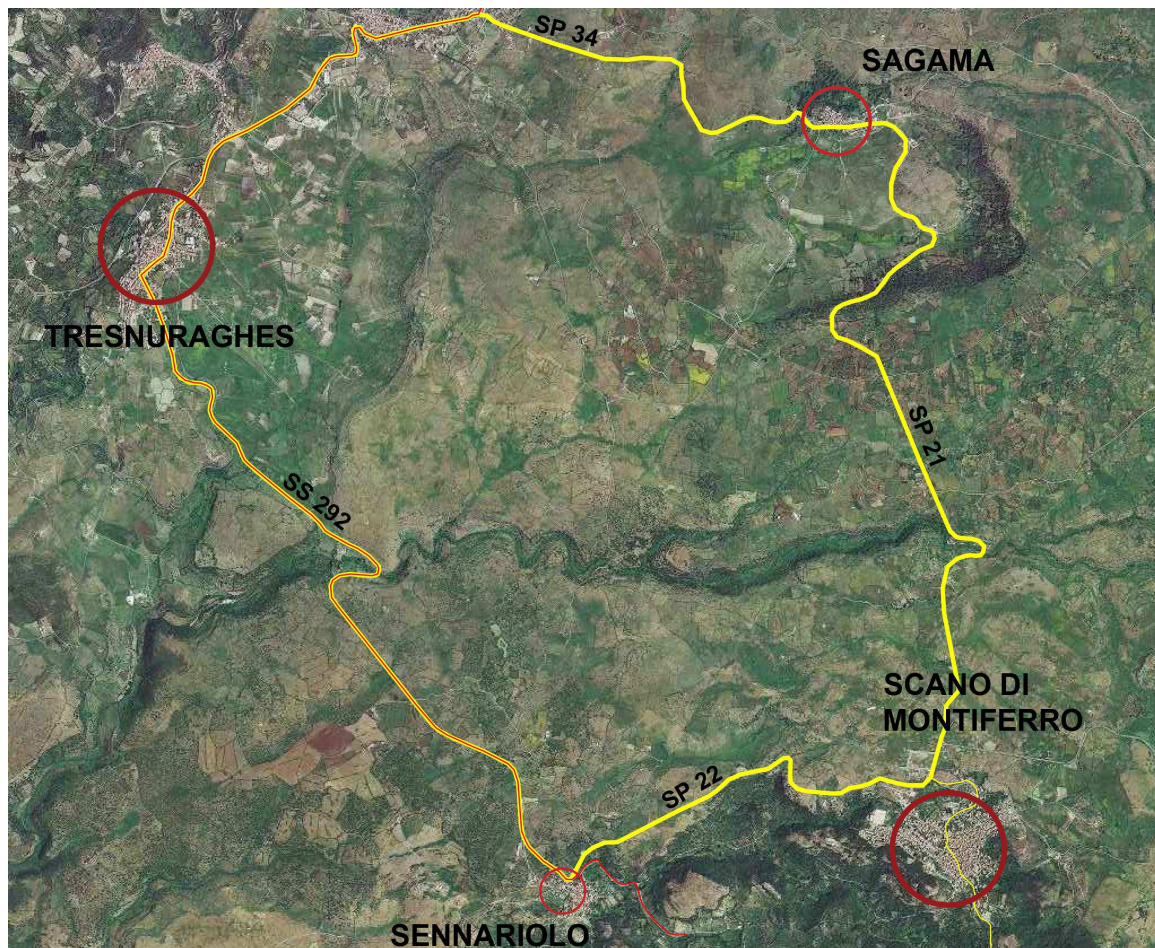 SP 34
SAGAMA
TRESNURAGHES
SP 21
SS 292
SCANO DI
MONTIFERRO
SP 22
SENNARIOLO